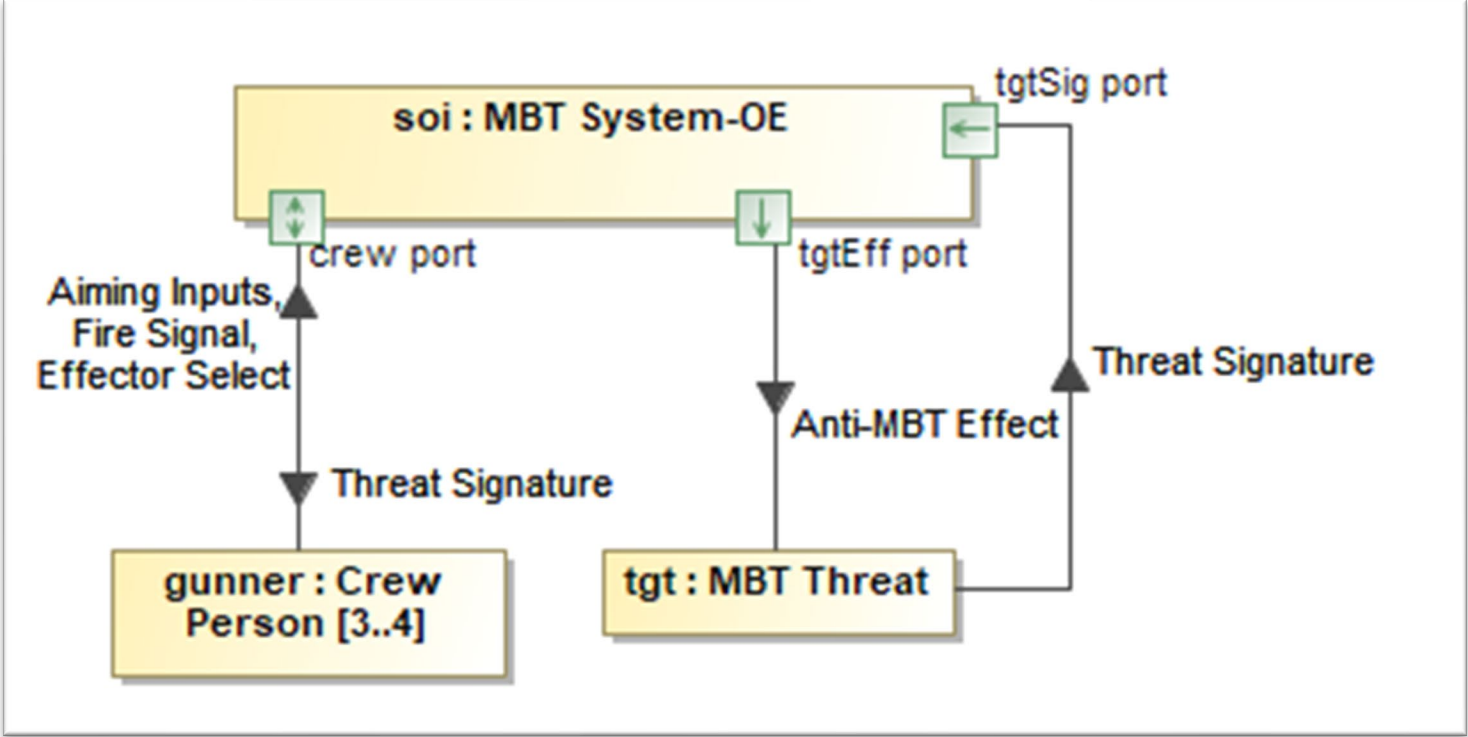 tgtSig port
soi : MBT System-OE
crew port
tgtEff port
Aiming Inputs,
Fire Signal,
Effector Select
Threat Signature
Anti-MBT Effect
Threat Signature
gunner : Crew
Person [3..4]
tgt : MBT Threat